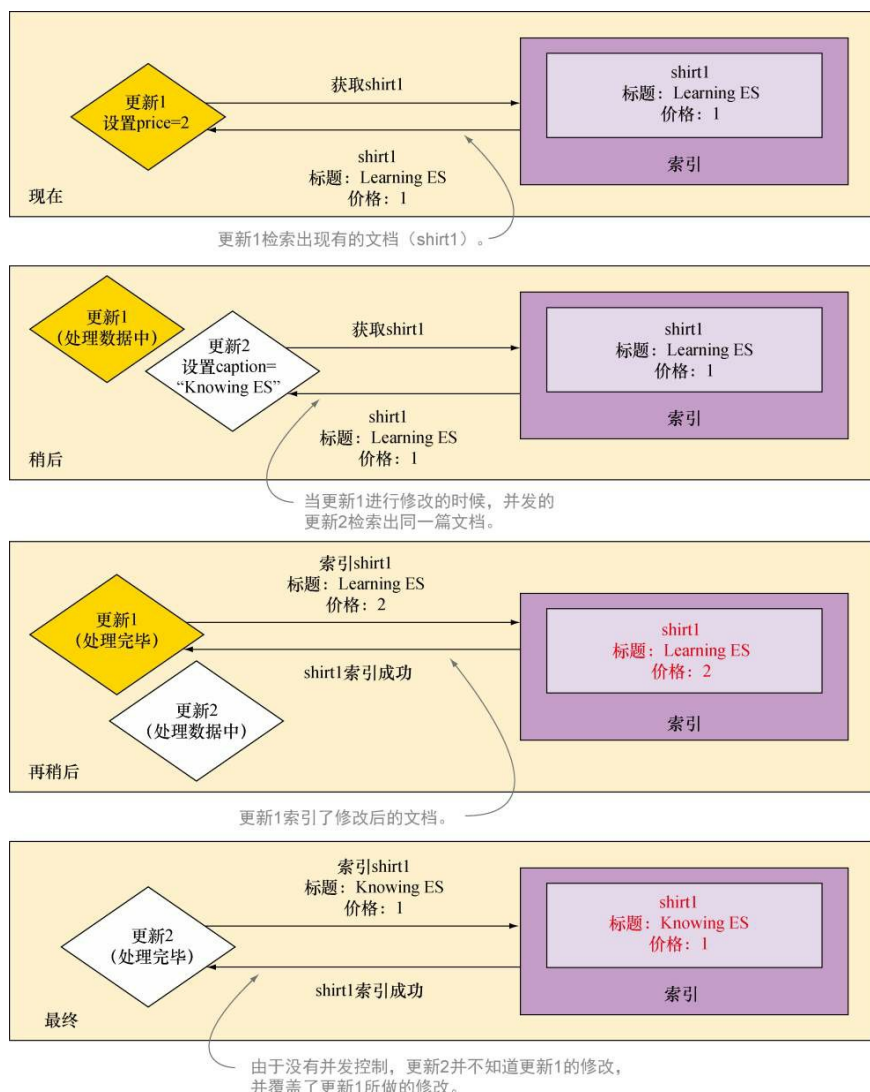 更新1
设置price=2
获取shirt1
shirt1
标题：Learning ES
价格：1
shirt1
标题：Learning ES
价格：1
索引
现在
更新1检索出现有的文档（shirt1）。
更新1
（处理数据中）
更新2
设置caption=
“Knowing ES”
获取shirt1
shirt1
标题：Learning ES
价格：1
shirt1
标题：Learning ES
价格：1
索引
稍后
当更新1进行修改的时候，并发的
更新2检索出同一篇文档。
更新1
（处理完毕）
更新2
（处理数据中）
索引shirt1
标题：Learning ES
价格：2
shirt1索引成功
shirt1
标题：Learning ES
价格：2
索引
再稍后
更新1索引了修改后的文档。
更新2
（处理完毕）
索引shirt1
标题：Knowing ES
价格：1
shirt1索引成功
shirt1
标题：Knowing ES
价格：1
索引
最终
由于没有并发控制，更新2并不知道更新1的修改，
并覆盖了更新1所做的修改。